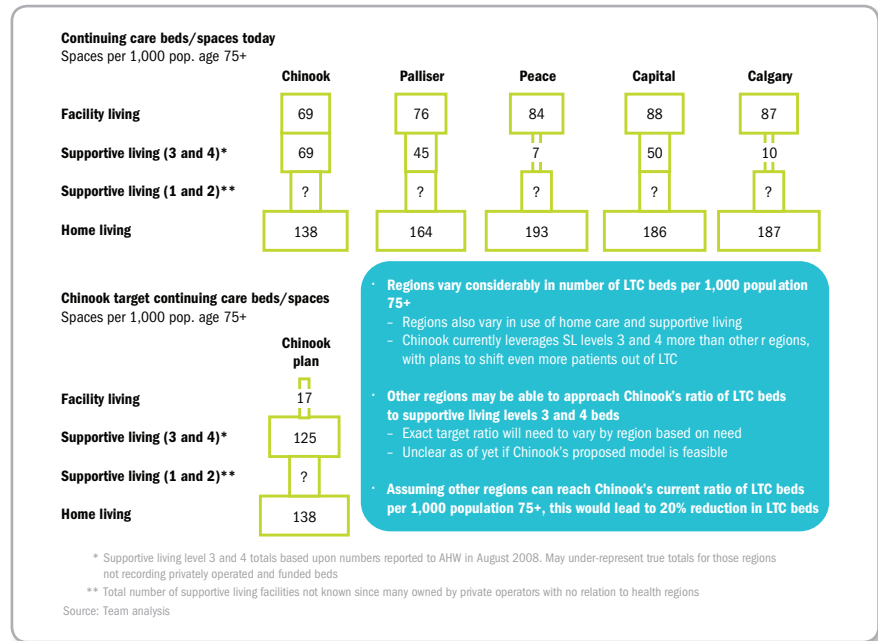 Continuing care beds/spaces today
Spaces per 1,000 pop. age 75+
Chinook Palliser Peace Capital Calgary
Facility living 69 76 84 88 87
Supportive living (3 and 4)* 69 45 7 50 10
Supportive living (1 and 2)** ? ? ? ? ?
Home living 138 164 193 186 187
Chinook target continuing care beds/spaces
Spaces per 1,000 pop. age 75+
Chinook
plan
Facility living 17
Supportive living (3 and 4)* 125
Supportive living (1 and 2)** ?
Home living 138
· Regions vary considerably in number of LTC beds per 1,000 population
75+
– Regions also vary in use of home care and supportive living
– Chinook currently leverages SL levels 3 and 4 more than other r egions,
with plans to shift even more patients out of LTC
· Other regions may be able to approach Chinook's ratio of LTC beds
to supportive living levels 3 and 4 beds
– Exact target ratio will need to vary by region based on need
– Unclear as of yet if Chinook's proposed model is feasible
· Assuming other regions can reach Chinook's current ratio of LTC beds
per 1,000 population 75+, this would lead to 20% reduction in LTC beds
* Supportive living level 3 and 4 totals based upon numbers reported to AHW in August 2008. May under-represent true totals for those regions
not recording privately operated and funded beds
** Total number of supportive living facilities not known since many owned by private operators with no relation to health regions
Source: Team analysis